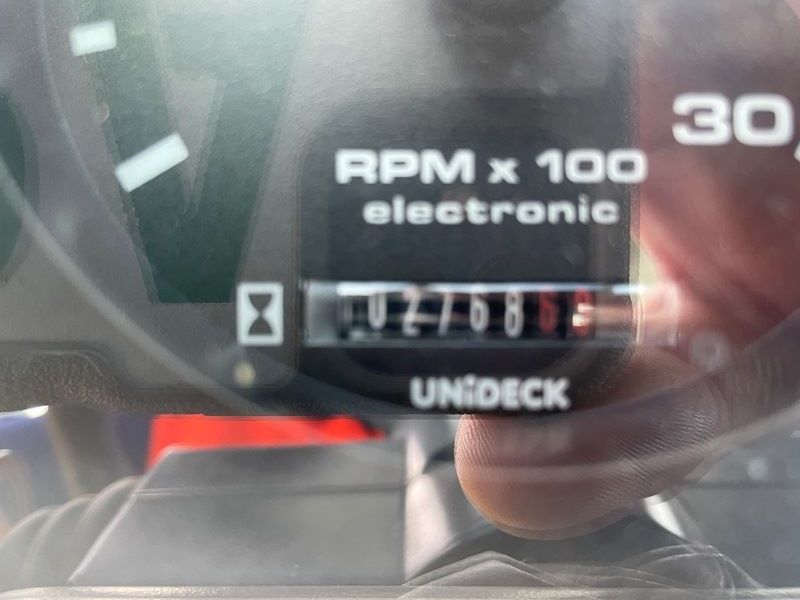 30
RPM x 100
electronic
02768
UNiDECK